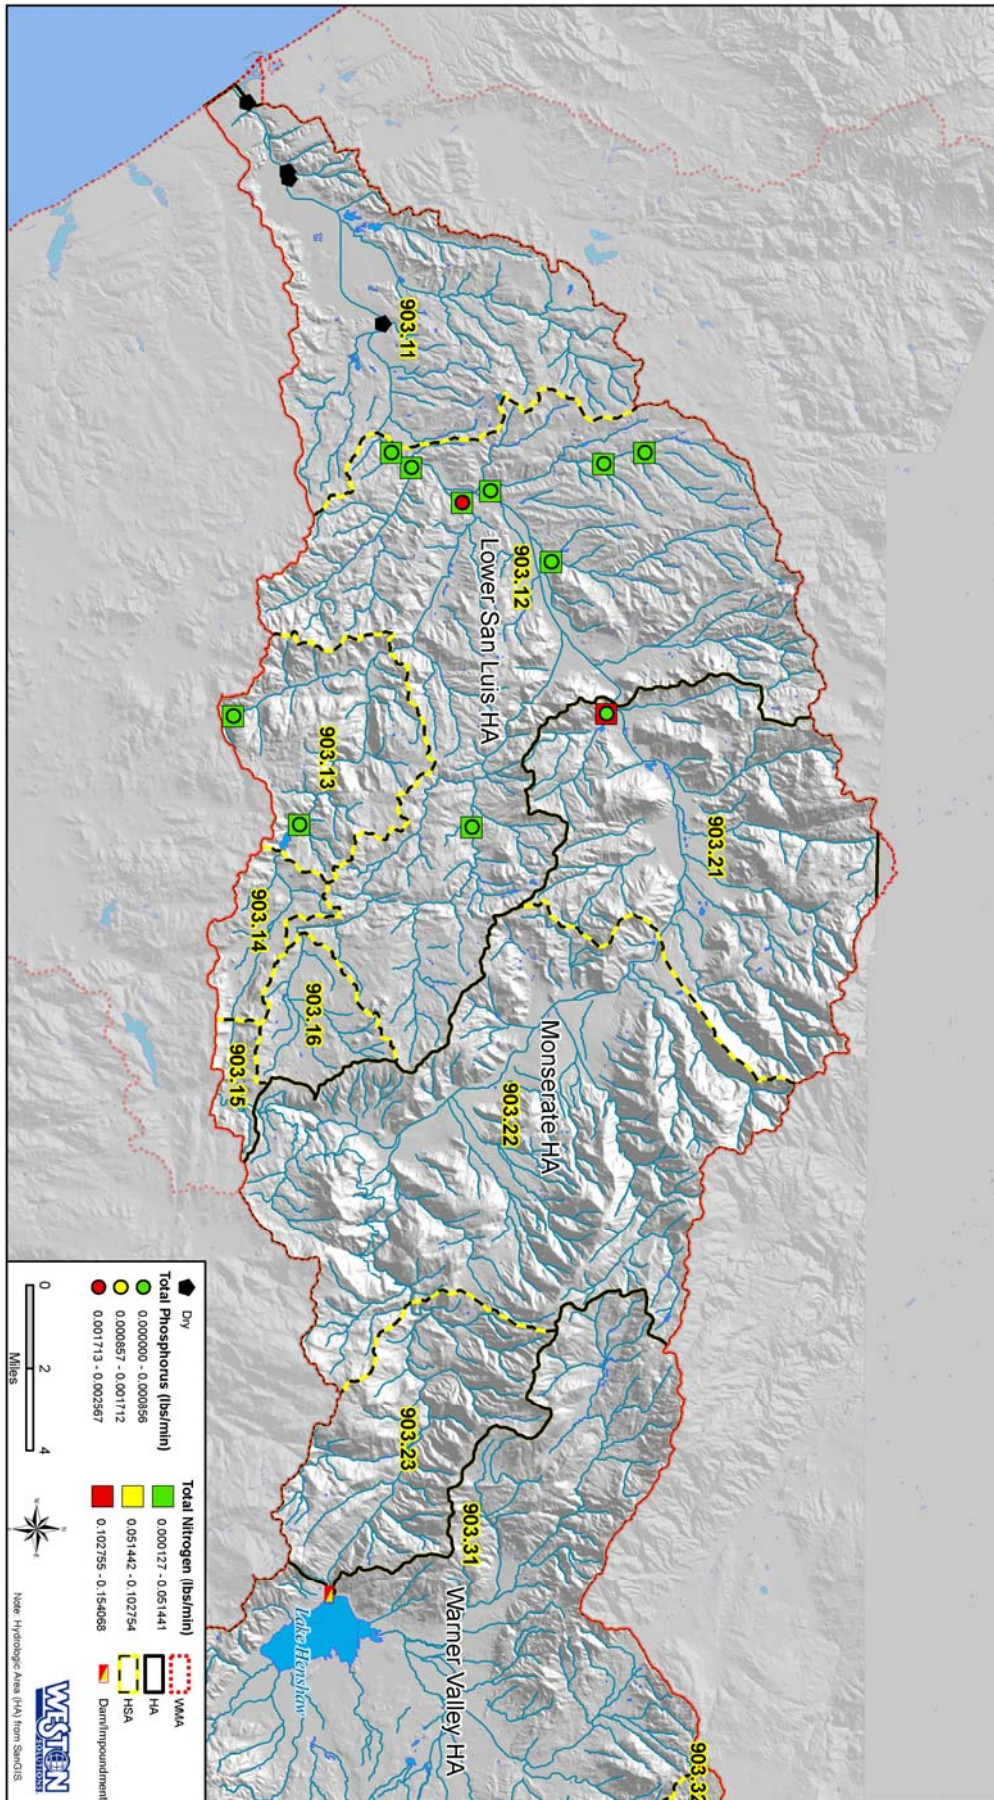 903.11
903.12
Lower San Luis HA
903.13
903.14
903.16
903.15
903.21
Monserate HA
903.22
903.23
903.31
Warner Valley HA
Lake Henshaw
903.32
Dry
Total Phosphorus (lbs/min)
0.000000 - 0.000856
0.000857 - 0.001712
0.001713 - 0.002567
Total Nitrogen (lbs/min)
0.000127 - 0.051441
0.051442 - 0.102754
0.102755 - 0.154068
WMA
HA
HSA
Dam/Impoundment
0 2 4
Miles
N
E
S
W
WESTON
SOLUTIONS
Note: Hydrologic Area (HA) from SanGIS.